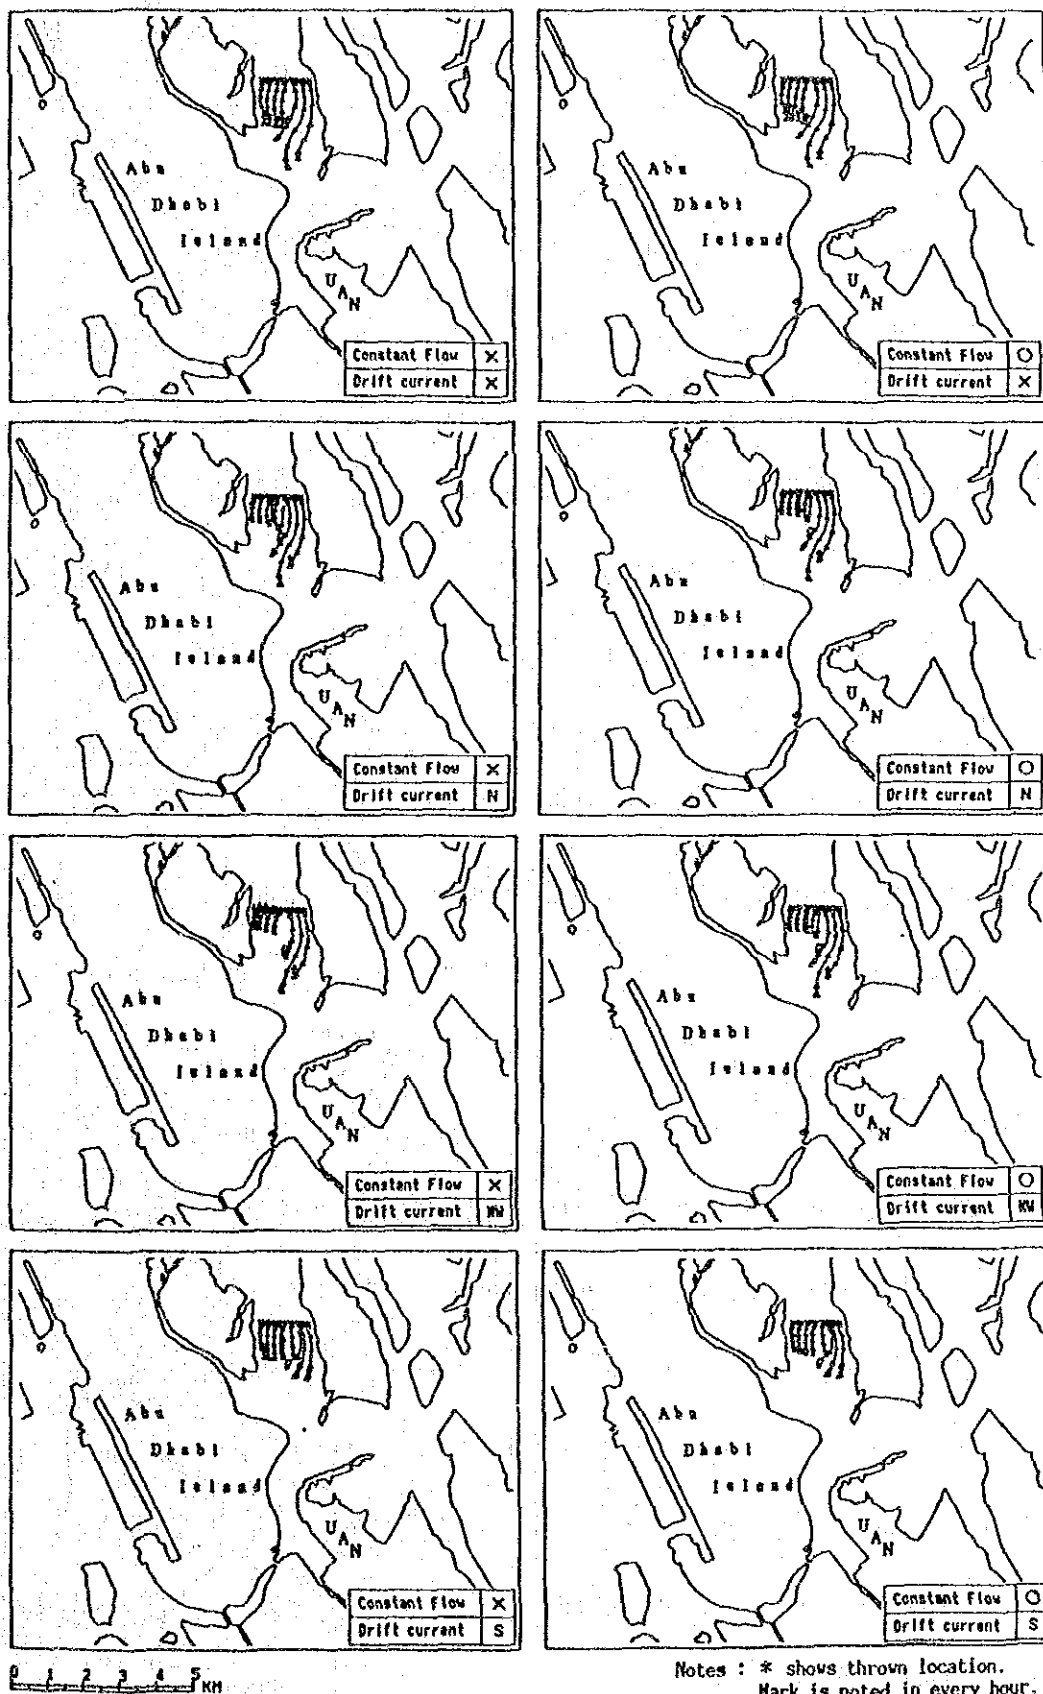 Abu
Dhabi
Island
U A N
Constant Flow X
Drift current X
Abu
Dhabi
Island
U A N
Constant Flow O
Drift current X
Abu
Dhabi
Island
U A N
Constant Flow X
Drift current N
Abu
Dhabi
Island
U A N
Constant Flow O
Drift current N
Abu
Dhabi
Island
U A N
Constant Flow X
Drift current NW
Abu
Dhabi
Island
U A N
Constant Flow O
Drift current NW
Abu
Dhabi
Island
U A N
Constant Flow X
Drift current S
Abu
Dhabi
Island
U A N
Constant Flow O
Drift current S
0 1 2 3 4 5 KM
Notes : * shows thrown location.
Mark is noted in every hour.